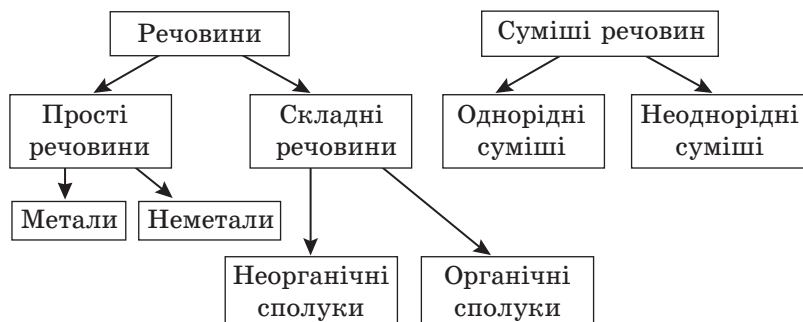 Речовини
Суміші речовин
Прості
речовини
Складні
речовини
Однорідні
суміші
Неоднорідні
суміші
Метали
Неметали
Неорганічні
сполуки
Органічні
сполуки